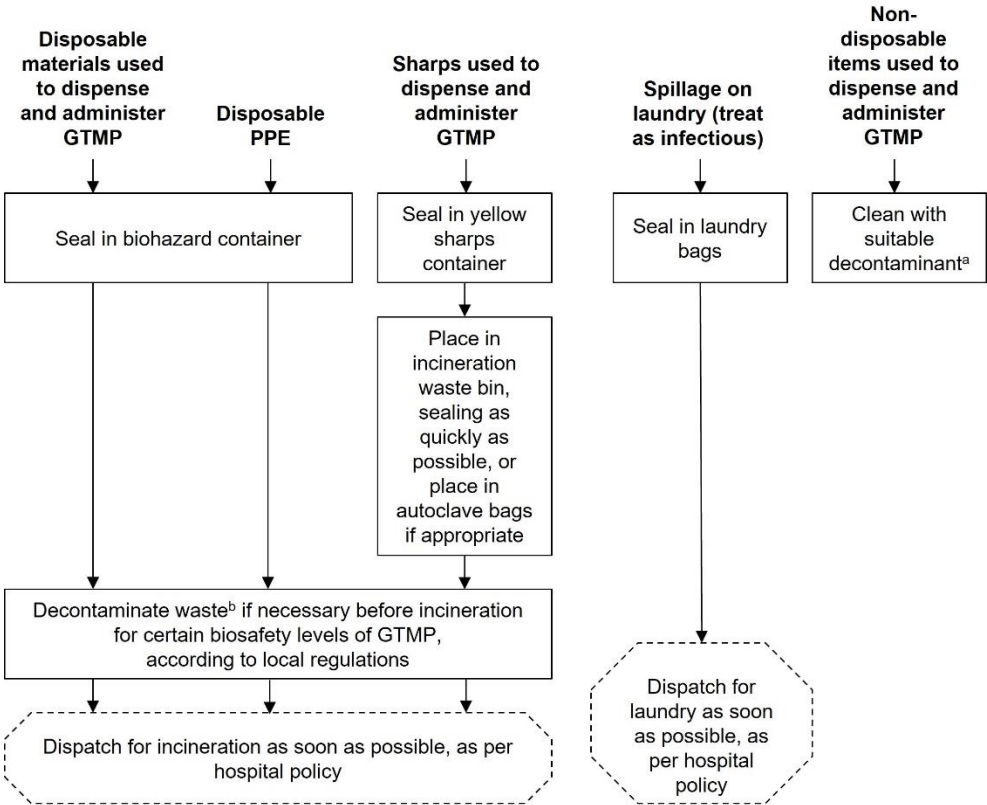 Disposable
materials used
to dispense
and administer
GTMP
Disposable
PPE
Sharps used to
dispense and
administer
GTMP
Spillage on
laundry (treat
as infectious)
Non-
disposable
items used to
dispense and
administer
GTMP
Seal in biohazard container
Seal in yellow
sharps
container
Seal in laundry
bags
Clean with
suitable
decontaminantᵃ
Place in
incineration
waste bin,
sealing as
quickly as
possible, or
place in
autoclave bags
if appropriate
Decontaminate wasteᵇ if necessary before incineration
for certain biosafety levels of GTMP,
according to local regulations
Dispatch for incineration as soon as possible, as per
hospital policy
Dispatch for
laundry as soon
as possible, as
per hospital
policy